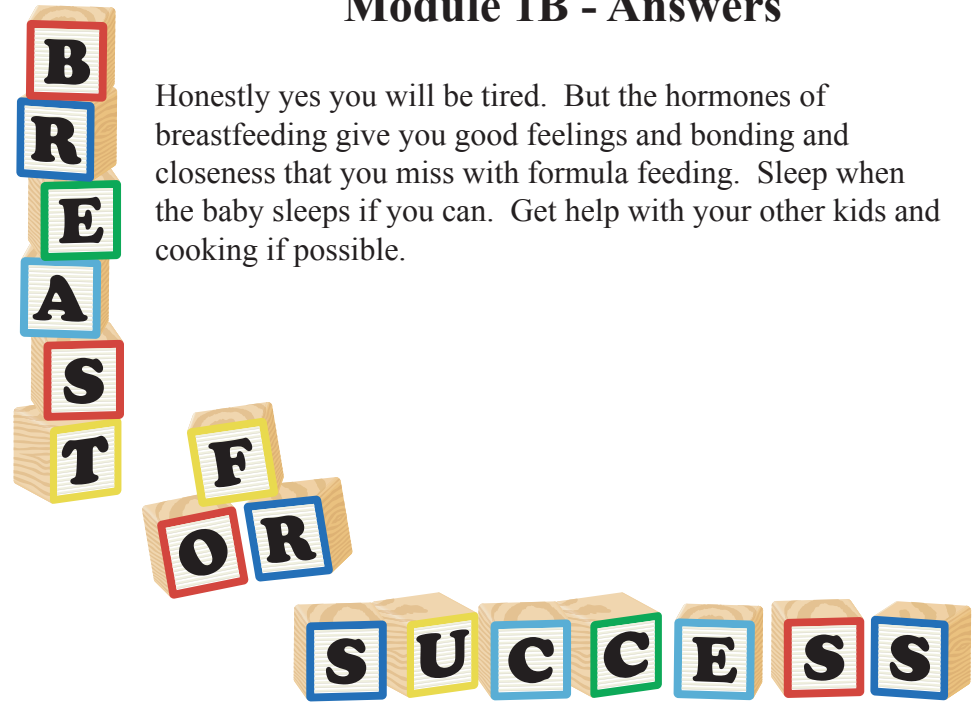 Module 1B - Answers
Honestly yes you will be tired.  But the hormones of
breastfeeding give you good feelings and bonding and
closeness that you miss with formula feeding.  Sleep when
the baby sleeps if you can.  Get help with your other kids and
cooking if possible.
BREAST
FOR
SUCCESS